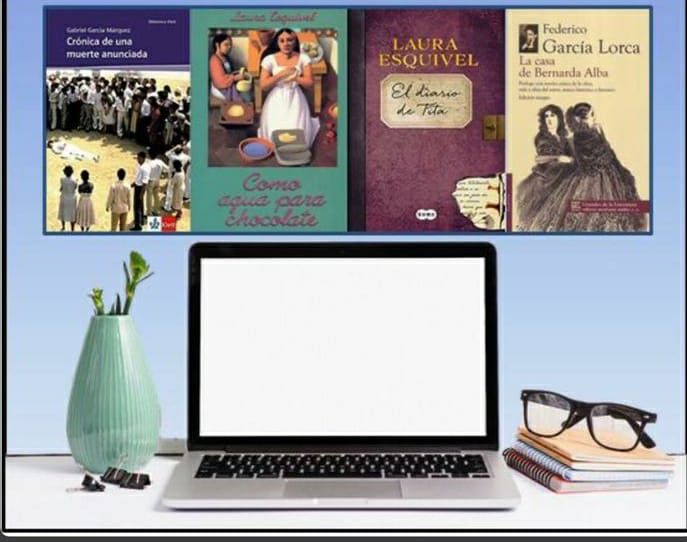 Gabriel García Márquez
Crónica de una
muerte anunciada
Laura Esquivel
Como
agua para
chocolate
LAURA
ESQUIVEL
El diario
de Tita
SUMA
Federico
García Lorca
La casa
de Bernarda Alba